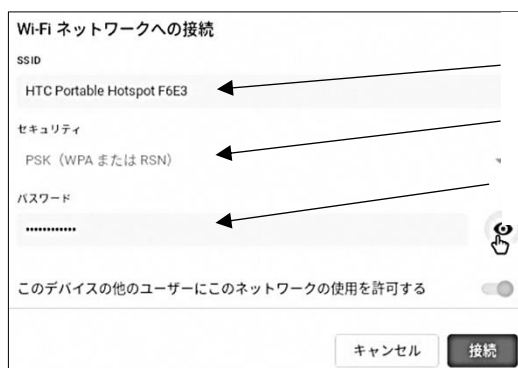 Wi-Fi ネットワークへの接続
SSID
HTC Portable Hotspot F6E3
セキュリティ
PSK（WPA または RSN）
パスワード
••••••••••••
このデバイスの他のユーザーにこのネットワークの使用を許可する
キャンセル 接続